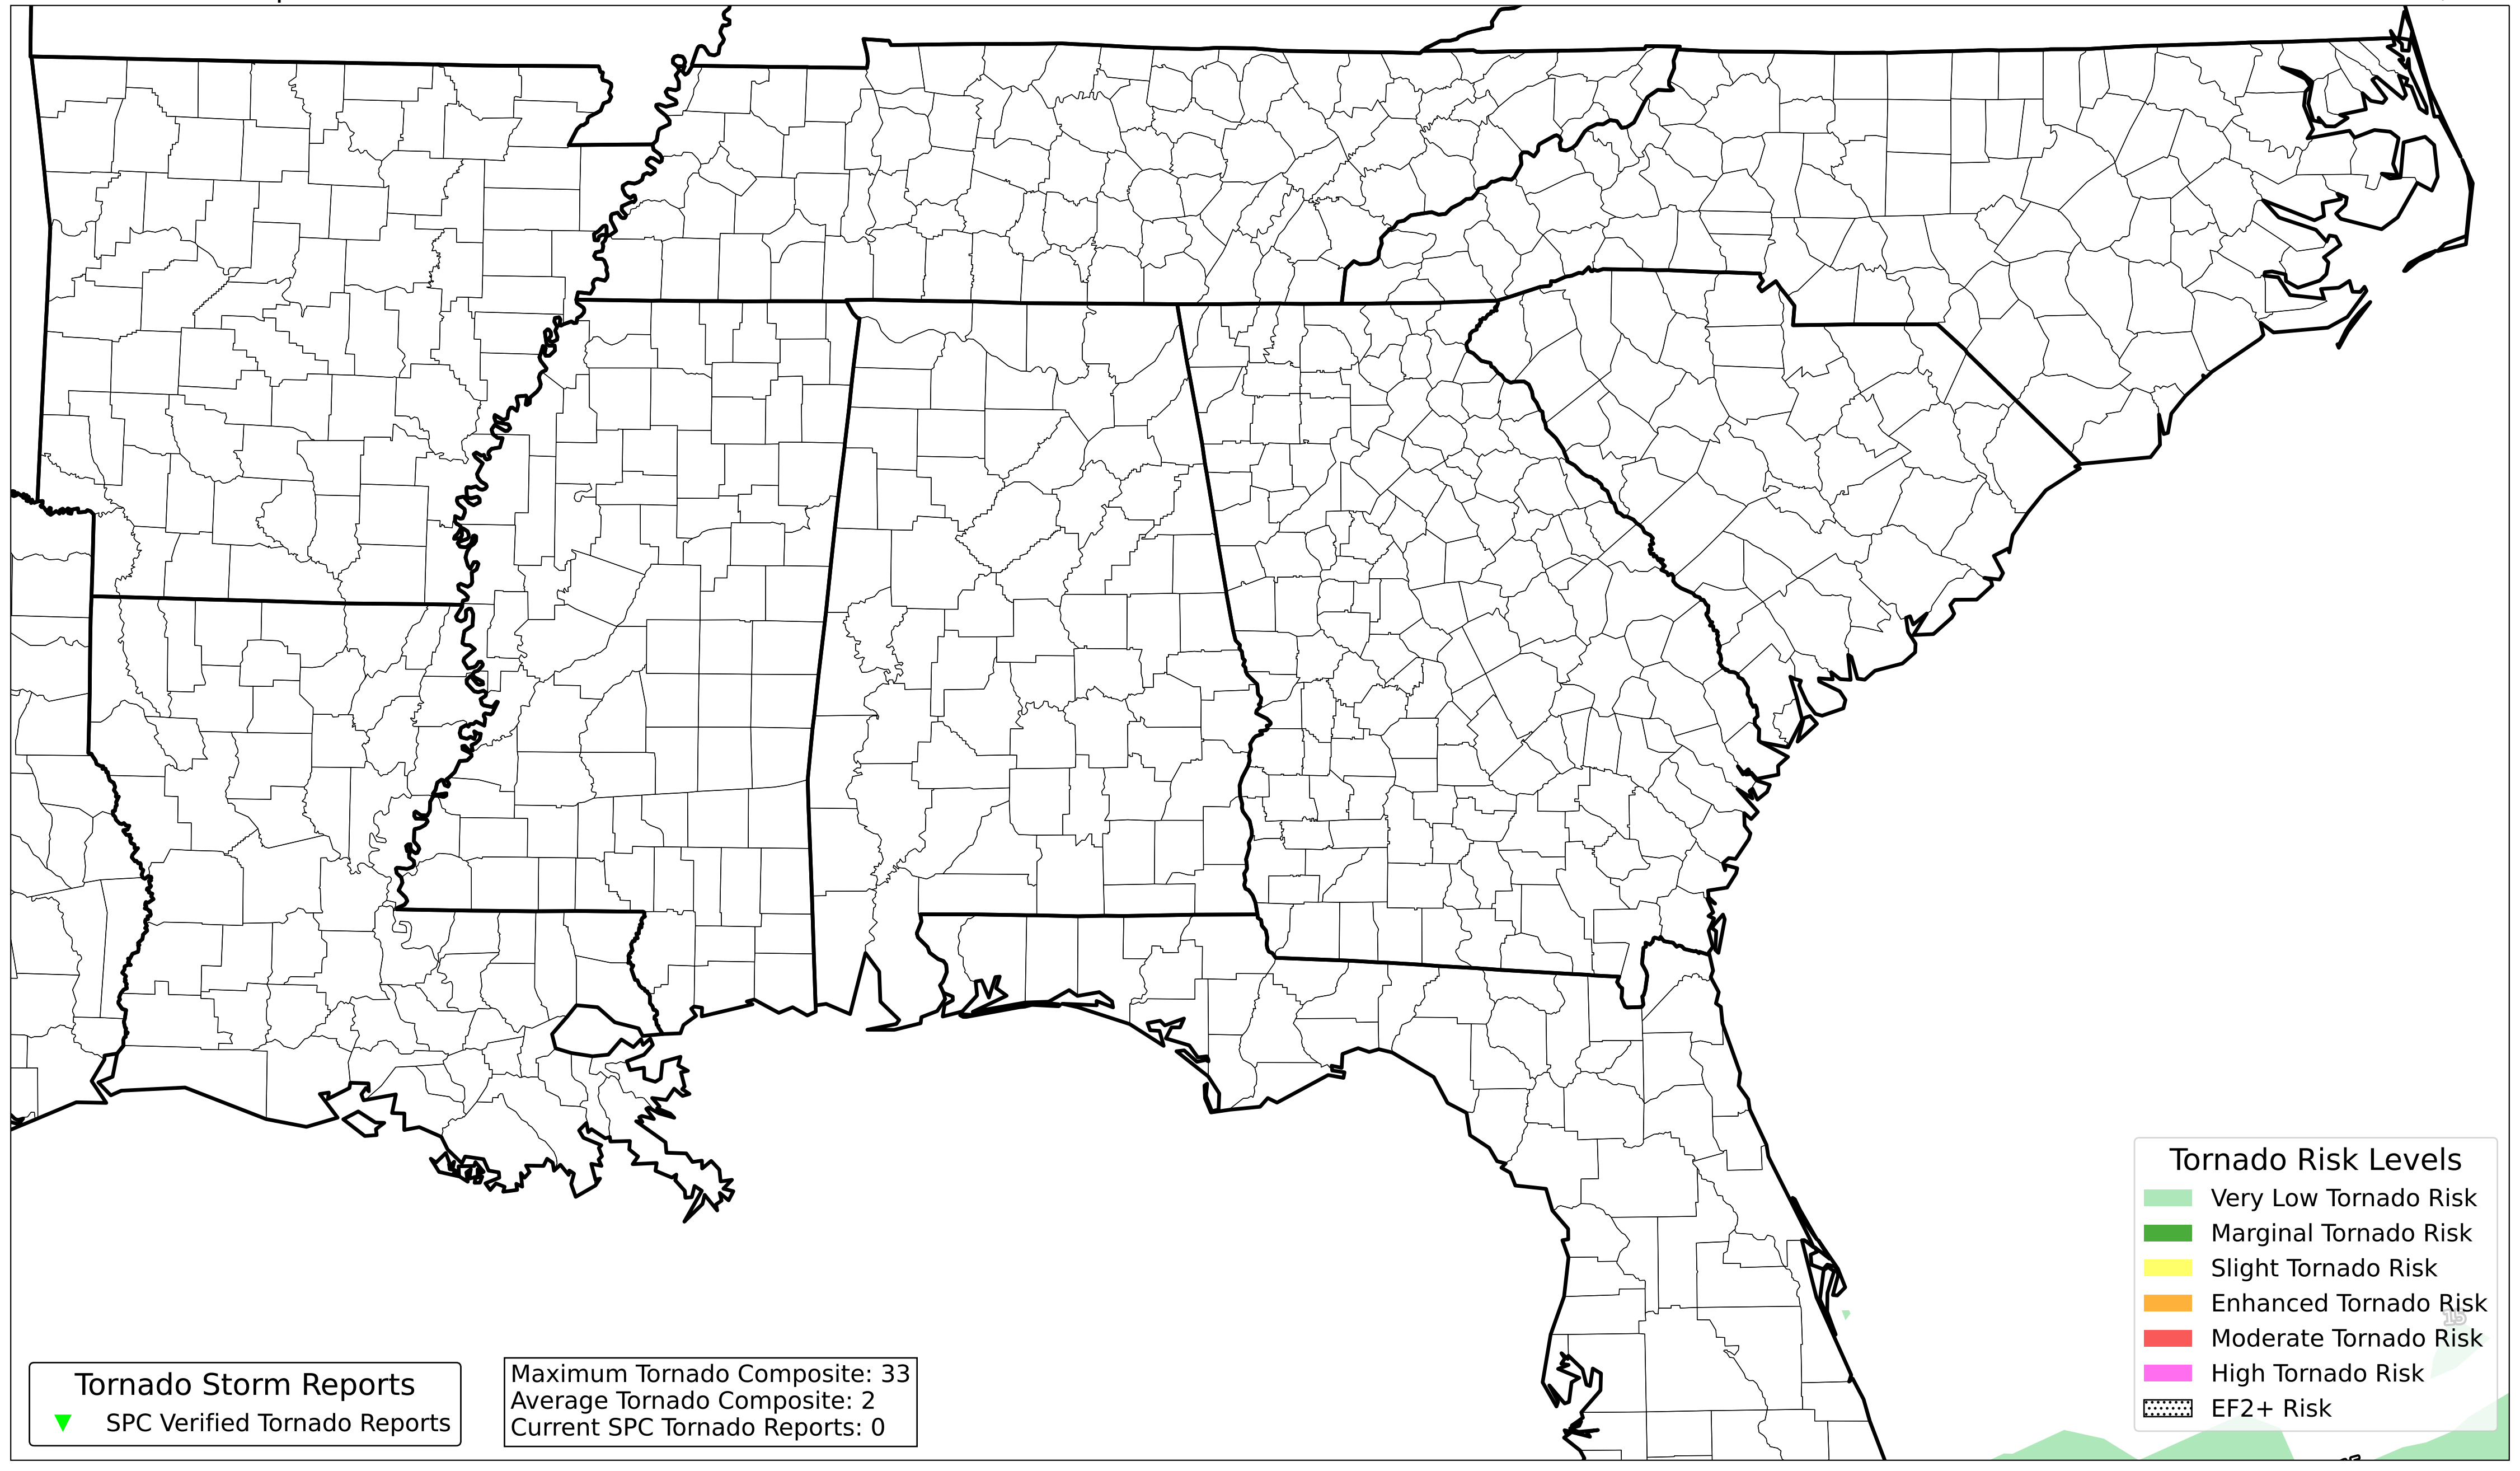 Tornado Risk Levels
Very Low Tornado Risk
Marginal Tornado Risk
Slight Tornado Risk
Enhanced Tornado Risk
15
Moderate Tornado Risk
High Tornado Risk
EF2+ Risk
Tornado Storm Reports
SPC Verified Tornado Reports
Maximum Tornado Composite: 33
Average Tornado Composite: 2
Current SPC Tornado Reports: 0